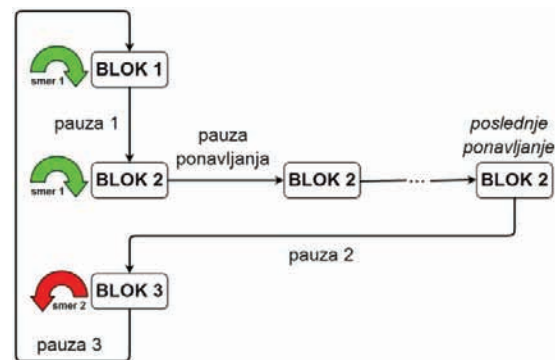 BLOK 1
smer 1
pauza 1
pauza
ponavljanja
poslednje
ponavljanje
BLOK 2
BLOK 2
...
BLOK 2
smer 1
pauza 2
BLOK 3
smer 2
pauza 3